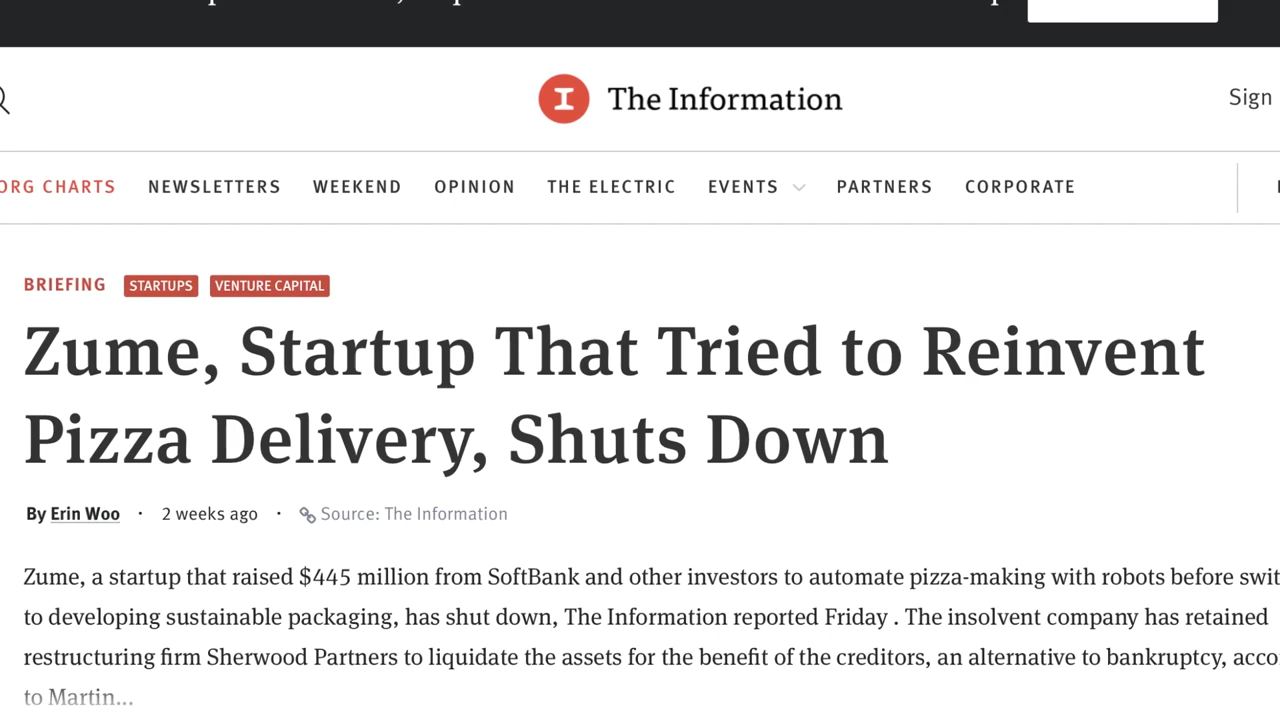 The Information
Sign
ORG CHARTS NEWSLETTERS WEEKEND OPINION THE ELECTRIC EVENTS PARTNERS CORPORATE
BRIEFING STARTUPS VENTURE CAPITAL
Zume, Startup That Tried to Reinvent
Pizza Delivery, Shuts Down
By Erin Woo · 2 weeks ago · Source: The Information
Zume, a startup that raised $445 million from SoftBank and other investors to automate pizza-making with robots before swit
to developing sustainable packaging, has shut down, The Information reported Friday . The insolvent company has retained
restructuring firm Sherwood Partners to liquidate the assets for the benefit of the creditors, an alternative to bankruptcy, acco
to Martin...